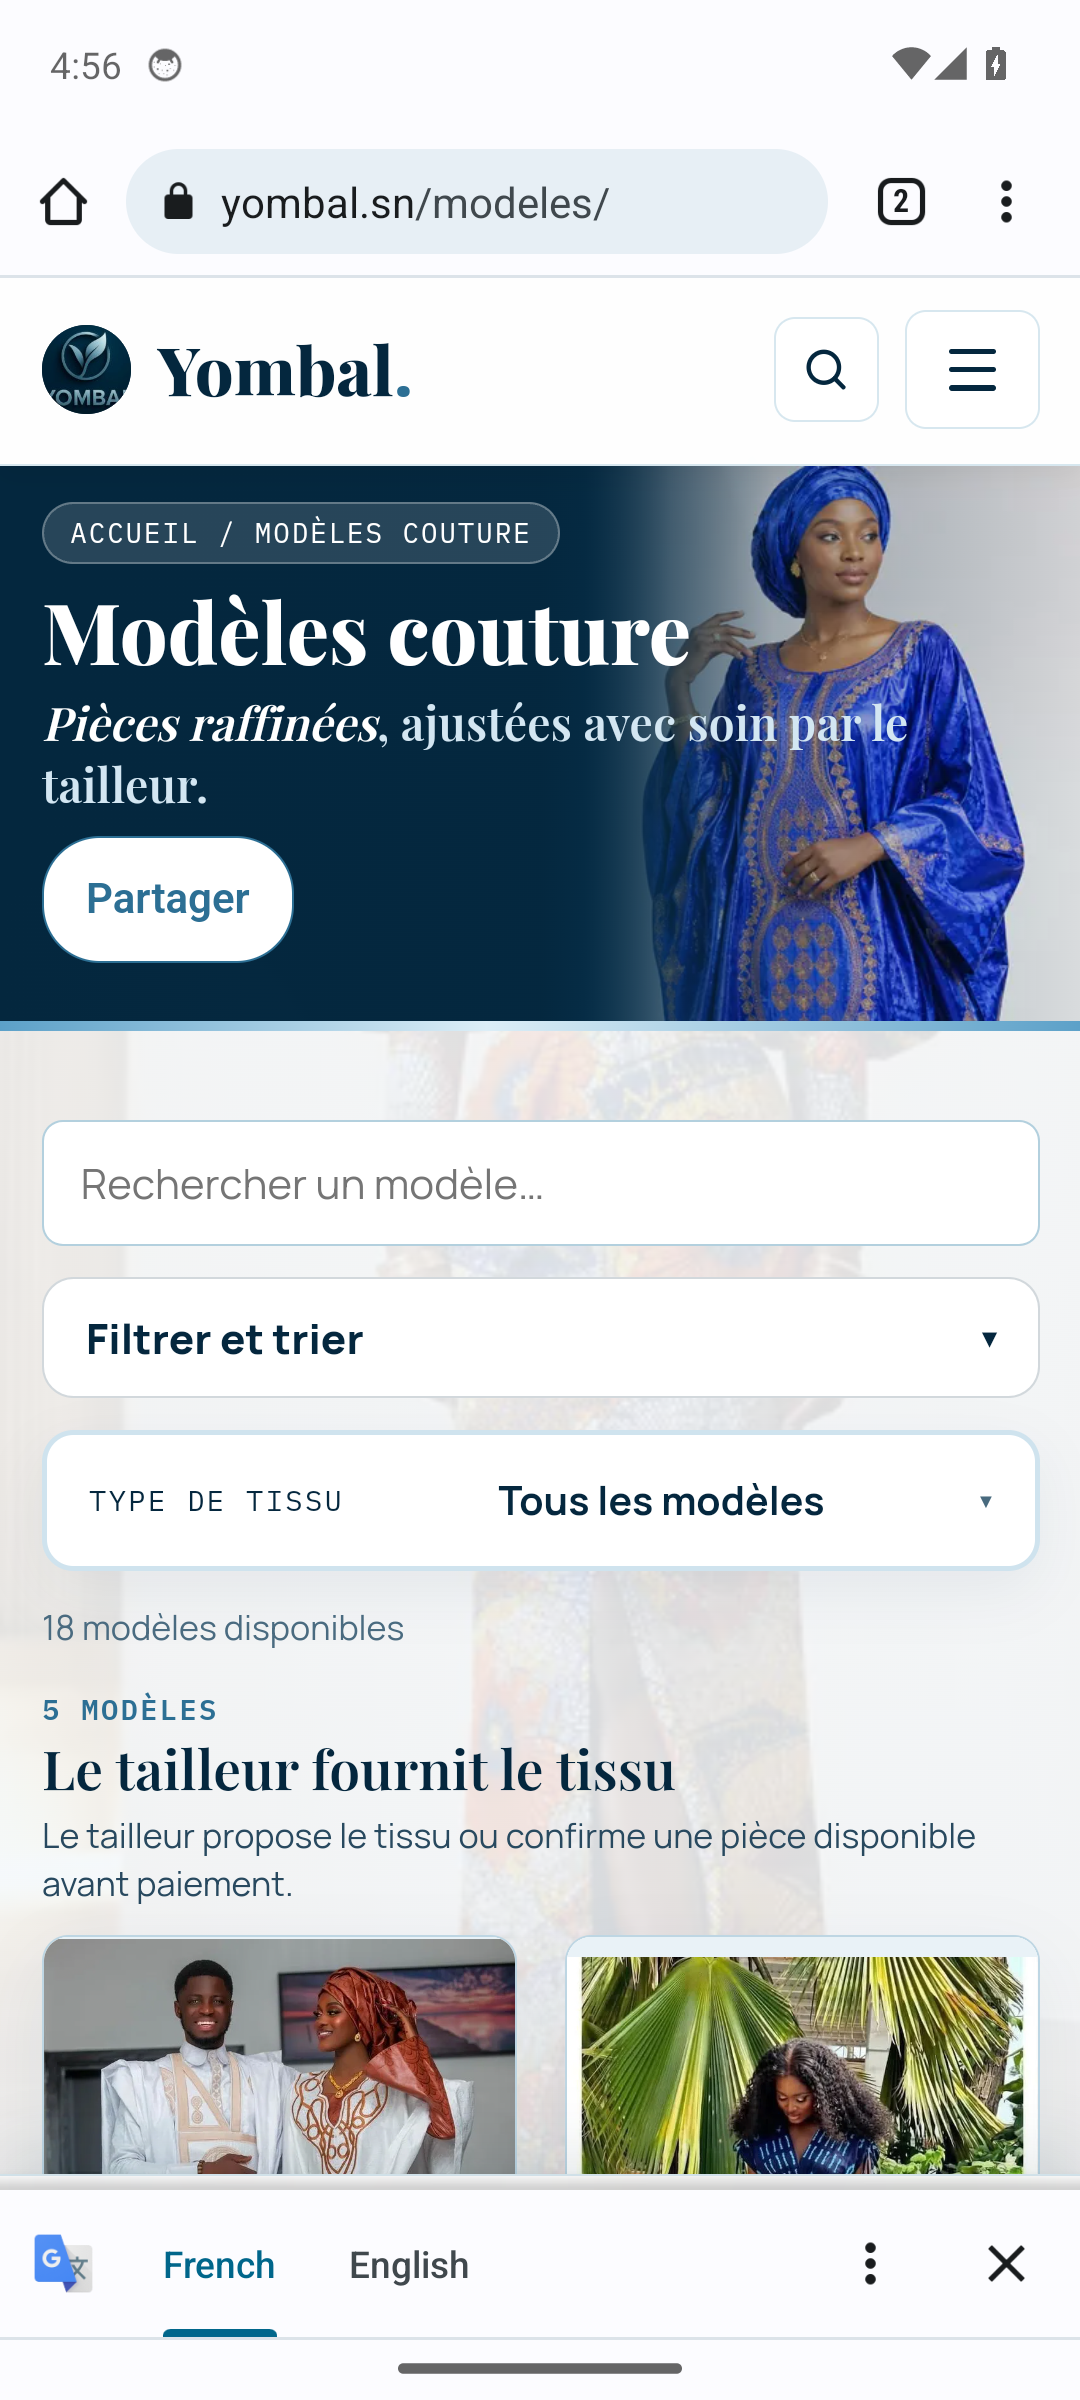 4:56
yombal.sn/modeles/
2
YOMBAL
Yombal.
ACCUEIL / MODÈLES COUTURE
Modèles couture
Pièces raffinées, ajustées avec soin par le
tailleur.
Partager
Rechercher un modèle...
Filtrer et trier
TYPE DE TISSU Tous les modèles
18 modèles disponibles
5 MODÈLES
Le tailleur fournit le tissu
Le tailleur propose le tissu ou confirme une pièce disponible
avant paiement.
French English